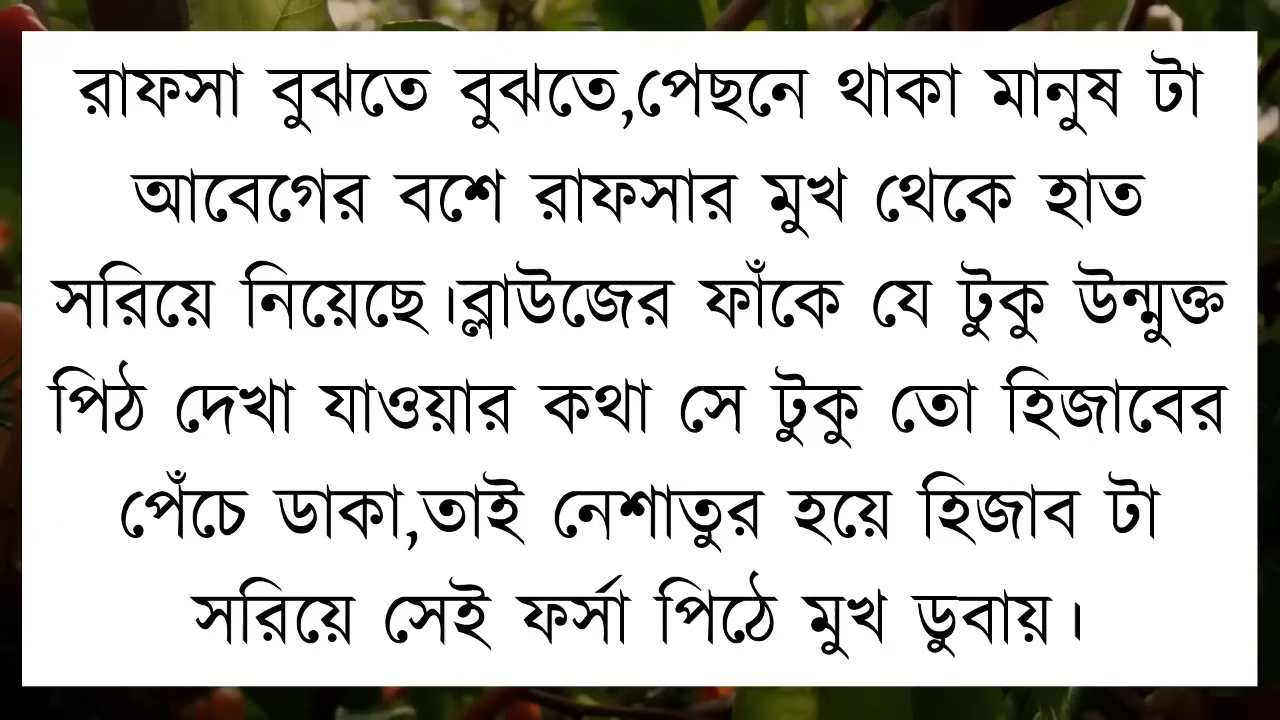 রাফসা বুঝতে বুঝতে,পেছনে থাকা মানুষ টা
আবেগের বশে রাফসার মুখ থেকে হাত
সরিয়ে নিয়েছে।ব্লাউজের ফাঁকে যে টুকু উন্মুক্ত
পিঠ দেখা যাওয়ার কথা সে টুকু তো হিজাবের
পেঁচে ডাকা,তাই নেশাতুর হয়ে হিজাব টা
সরিয়ে সেই ফর্সা পিঠে মুখ ডুবায়।